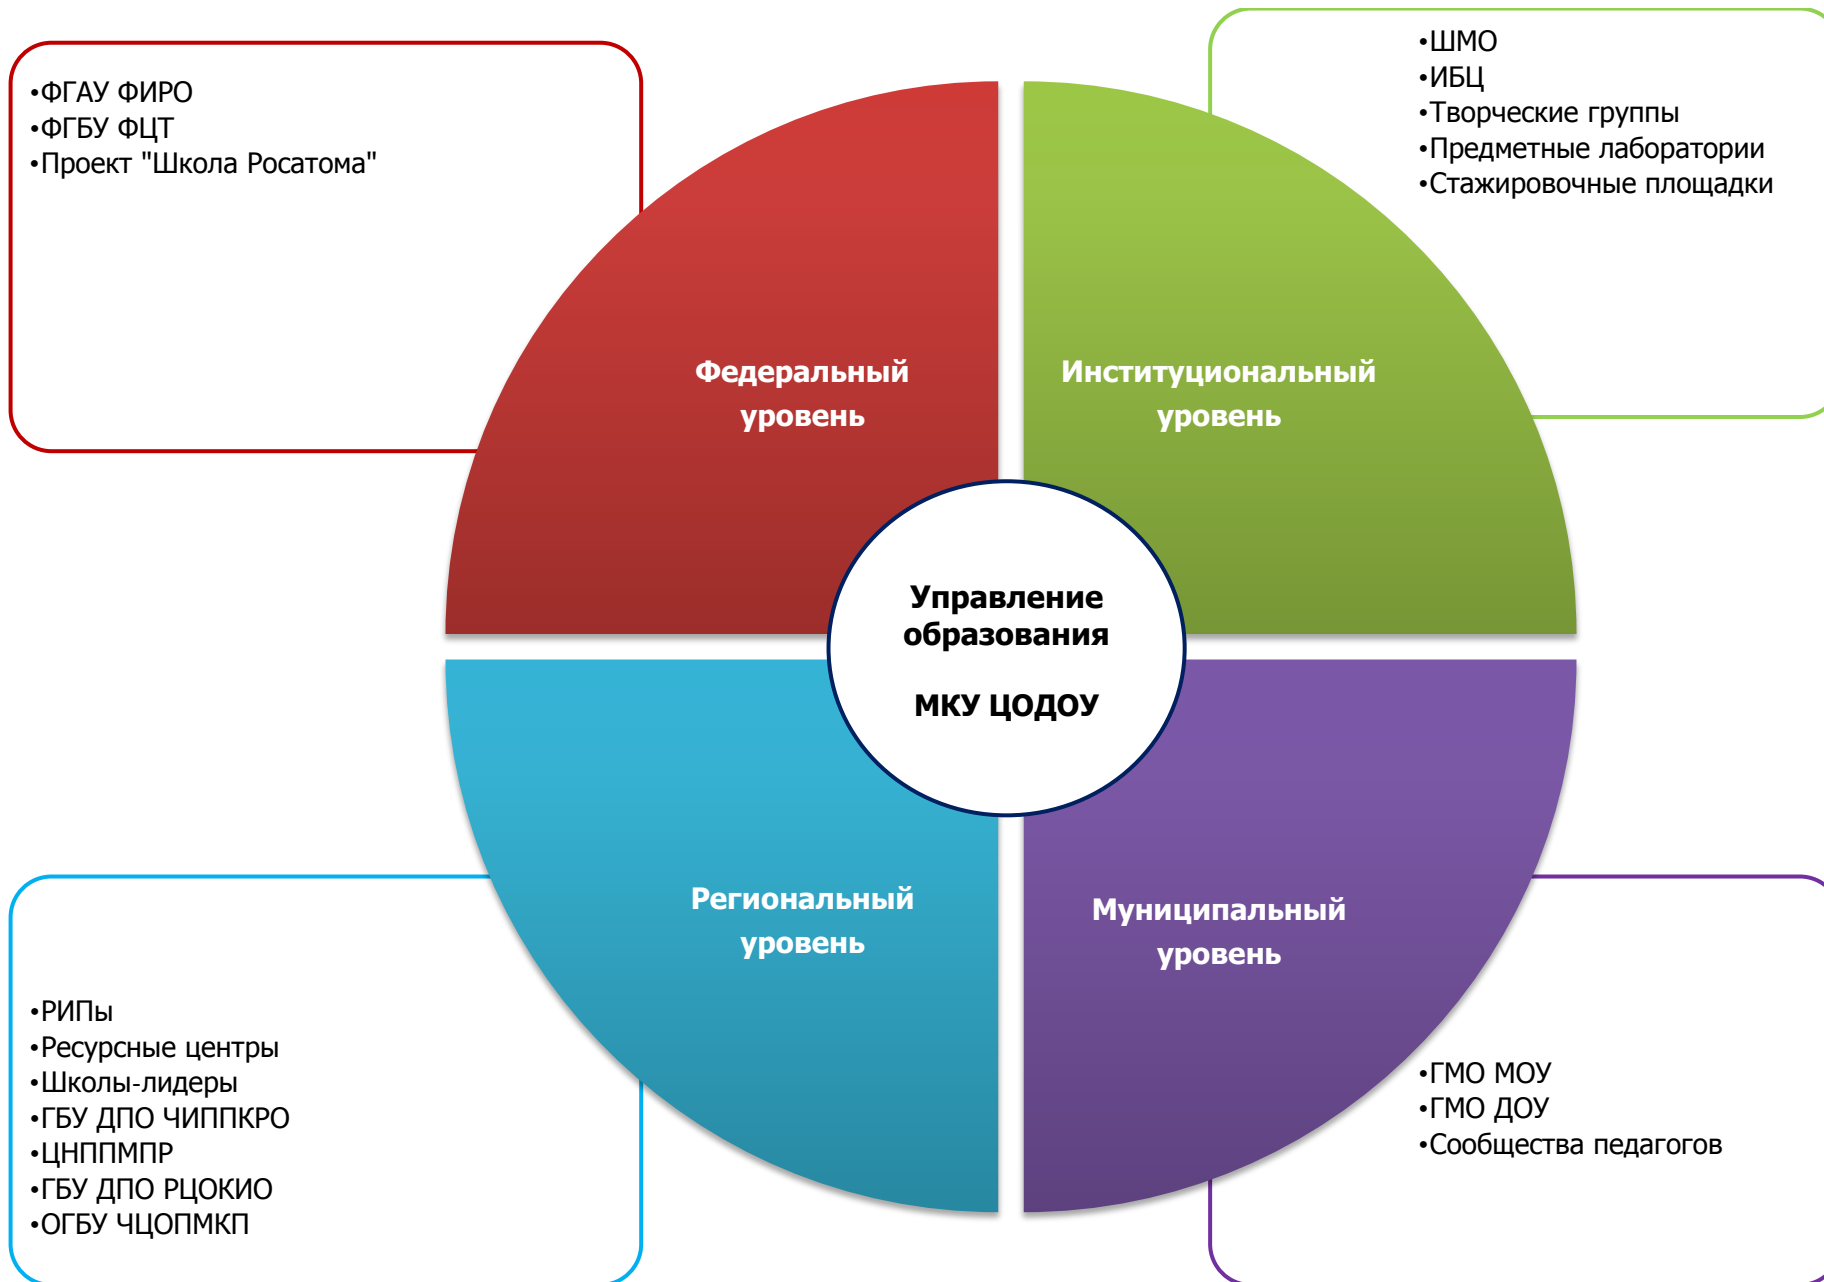 •ФГАУ ФИРО
•ФГБУ ФЦТ
•Проект "Школа Росатома"
•ШМО
•ИБЦ
•Творческие группы
•Предметные лаборатории
•Стажировочные площадки
Федеральный
уровень
Институциональный
уровень
Управление
образования
МКУ ЦОДОУ
Региональный
уровень
Муниципальный
уровень
•РИПы
•Ресурсные центры
•Школы-лидеры
•ГБУ ДПО ЧИППКРО
•ЦНППМПР
•ГБУ ДПО РЦОКИО
•ОГБУ ЧЦОПМКП
•ГМО МОУ
•ГМО ДОУ
•Сообщества педагогов